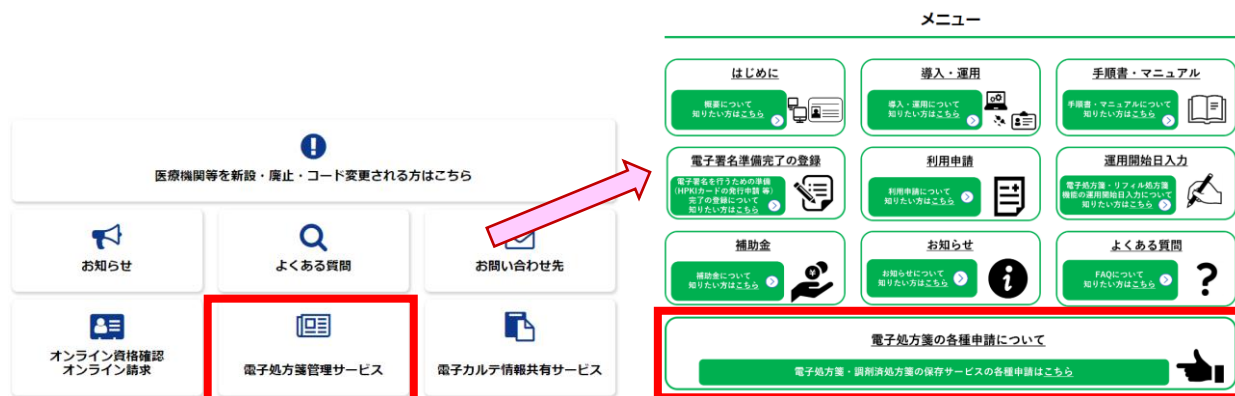 医療機関等を新設・廃止・コード変更される方はこちら
お知らせ
よくある質問
お問い合わせ先
オンライン資格確認
オンライン請求
電子処方箋管理サービス
電子カルテ情報共有サービス
メニュー
はじめに
概要について
知りたい方はこちら
導入・運用
導入・運用について
知りたい方はこちら
手順書・マニュアル
手順書・マニュアルについて
知りたい方はこちら
電子署名準備完了の登録
電子署名を行うための準備
(HPKIカードの発行申請 等)
完了の登録について
知りたい方はこちら
利用申請
利用申請について
知りたい方はこちら
運用開始日入力
電子処方箋・リフィル処方箋
機能の運用開始日入力について
知りたい方はこちら
補助金
補助金について
知りたい方はこちら
お知らせ
お知らせについて
知りたい方はこちら
よくある質問
FAQについて
知りたい方はこちら
電子処方箋の各種申請について
電子処方箋・調剤済処方箋の保存サービスの各種申請はこちら